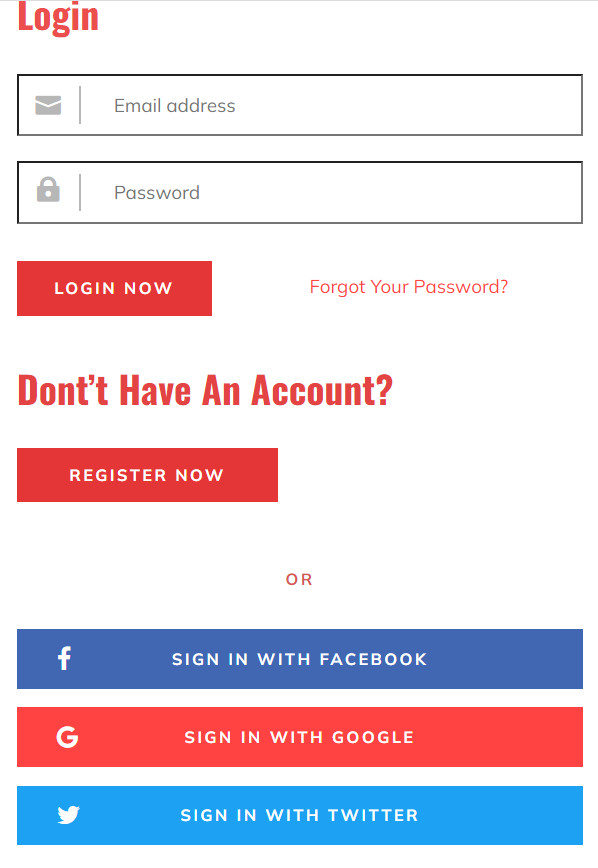 Login
Email address
Password
LOGIN NOW
Forgot Your Password?
Dont’t Have An Account?
REGISTER NOW
OR
SIGN IN WITH FACEBOOK
SIGN IN WITH GOOGLE
SIGN IN WITH TWITTER